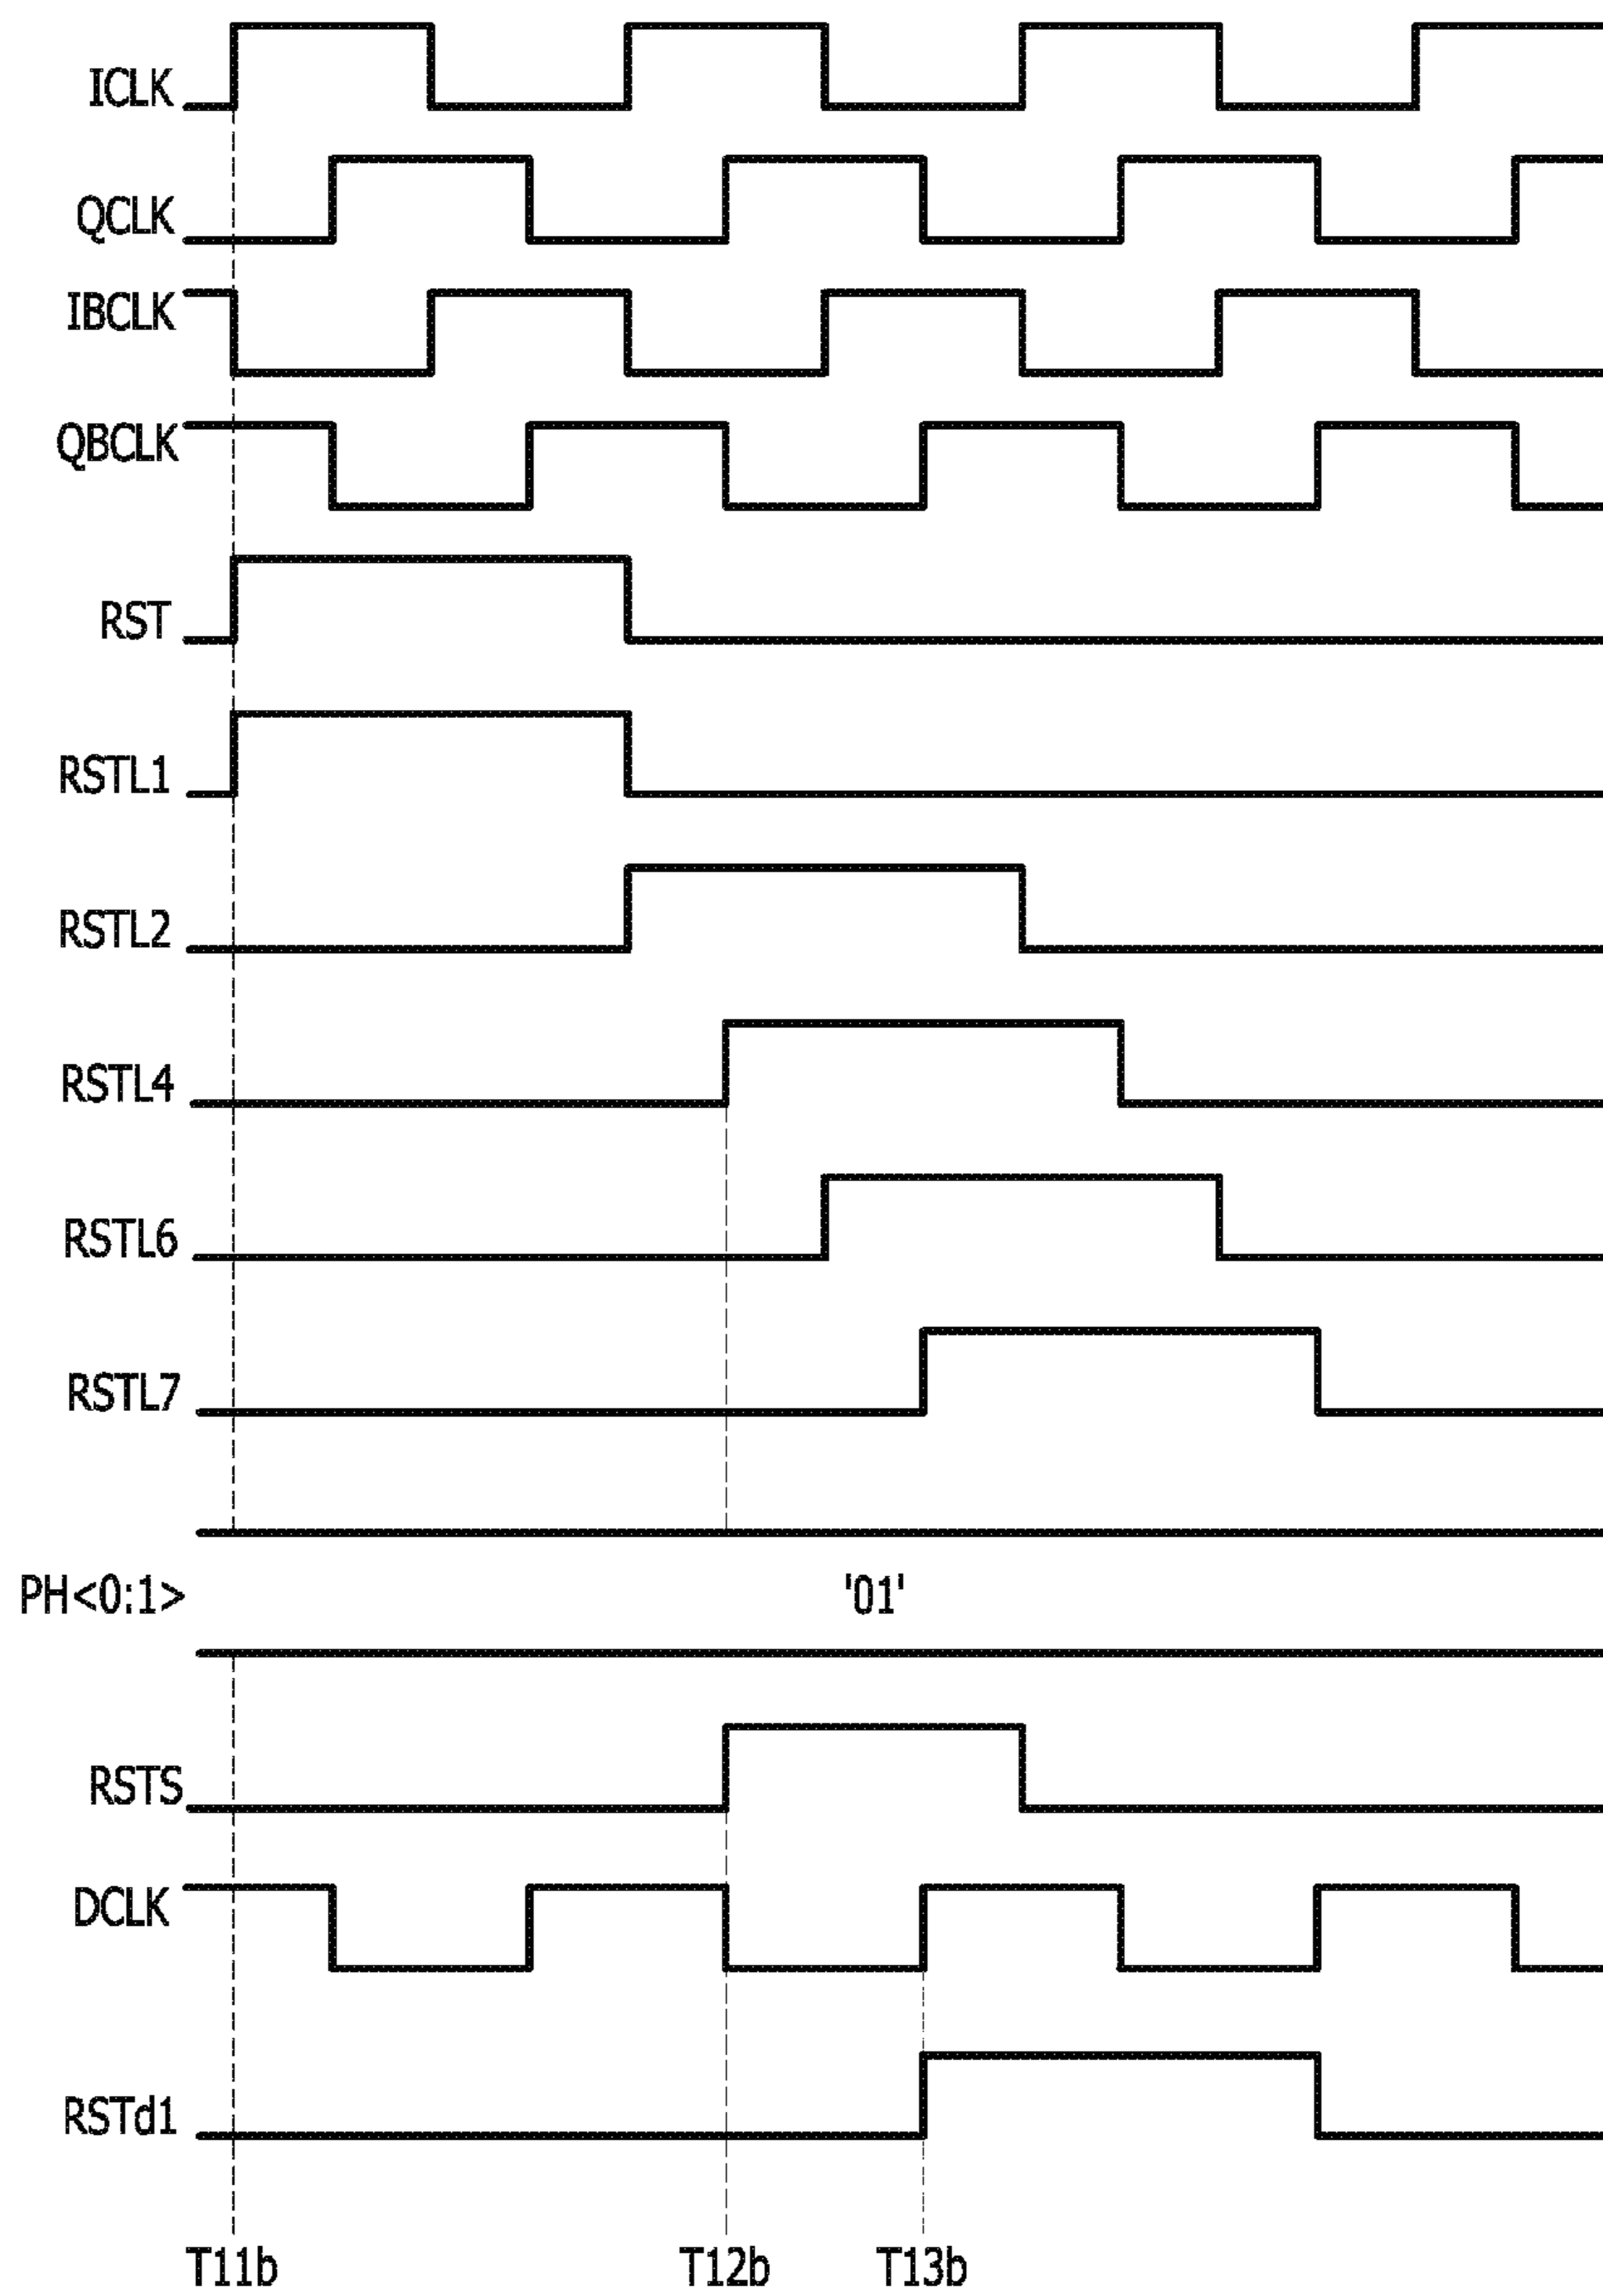 ICLK
QCLK
IBCLK
QBCLK
RST
RSTL1
RSTL2
RSTL4
RSTL6
RSTL7
PH<0:1> '01'
RSTS
DCLK
RSTd1
T11b T12b T13b